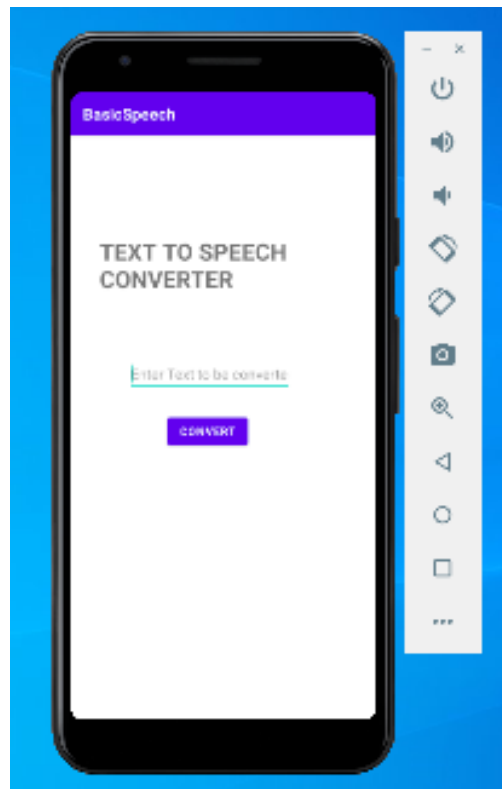 BasicSpeech
TEXT TO SPEECH
CONVERTER
Enter Text to be converte
CONVERT